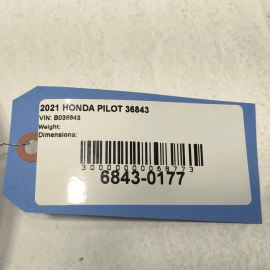 2021 HONDA PILOT 36843
VIN: B036843
Weight:
Dimensions:
6843-0177